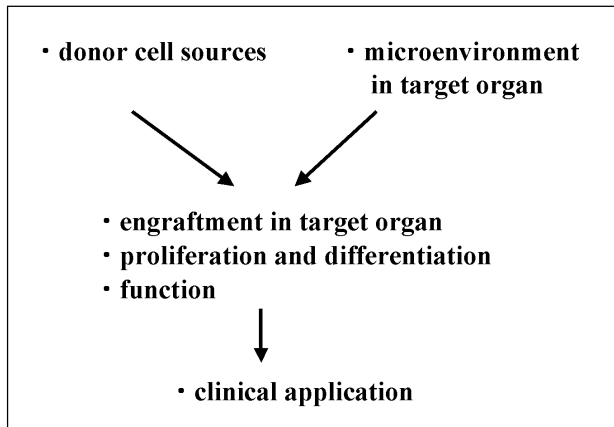 ・donor cell sources
・microenvironment
in target organ
・engraftment in target organ
・proliferation and differentiation
・function
・clinical application